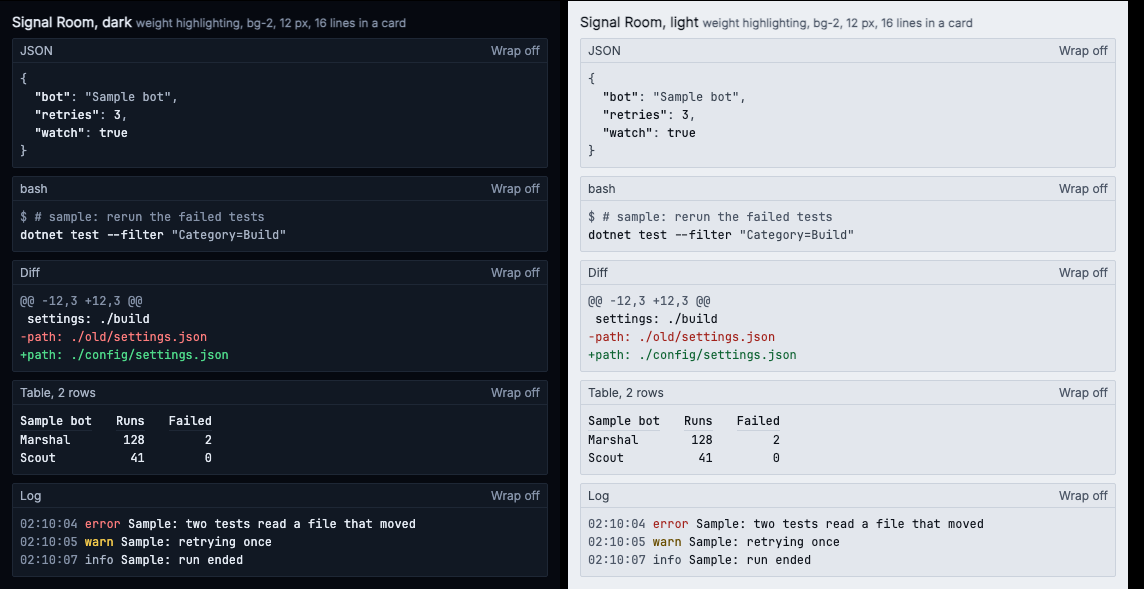 Signal Room, dark weight highlighting, bg-2, 12 px, 16 lines in a card
JSON Wrap off
{
  "bot": "Sample bot",
  "retries": 3,
  "watch": true
}
bash Wrap off
$ # sample: rerun the failed tests
dotnet test --filter "Category=Build"
Diff Wrap off
@@ -12,3 +12,3 @@
 settings: ./build
-path: ./old/settings.json
+path: ./config/settings.json
Table, 2 rows Wrap off
Sample bot Runs Failed
Marshal 128 2
Scout 41 0
Log Wrap off
02:10:04 error Sample: two tests read a file that moved
02:10:05 warn Sample: retrying once
02:10:07 info Sample: run ended
Signal Room, light weight highlighting, bg-2, 12 px, 16 lines in a card
JSON Wrap off
{
  "bot": "Sample bot",
  "retries": 3,
  "watch": true
}
bash Wrap off
$ # sample: rerun the failed tests
dotnet test --filter "Category=Build"
Diff Wrap off
@@ -12,3 +12,3 @@
 settings: ./build
-path: ./old/settings.json
+path: ./config/settings.json
Table, 2 rows Wrap off
Sample bot Runs Failed
Marshal 128 2
Scout 41 0
Log Wrap off
02:10:04 error Sample: two tests read a file that moved
02:10:05 warn Sample: retrying once
02:10:07 info Sample: run ended